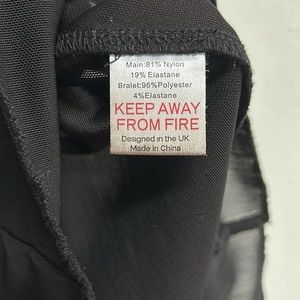 Main:81% Nylon
19% Elastane
Bralet:96%Polyester
4%Elastane
KEEP AWAY
FROM FIRE
Designed in the UK
Made in China